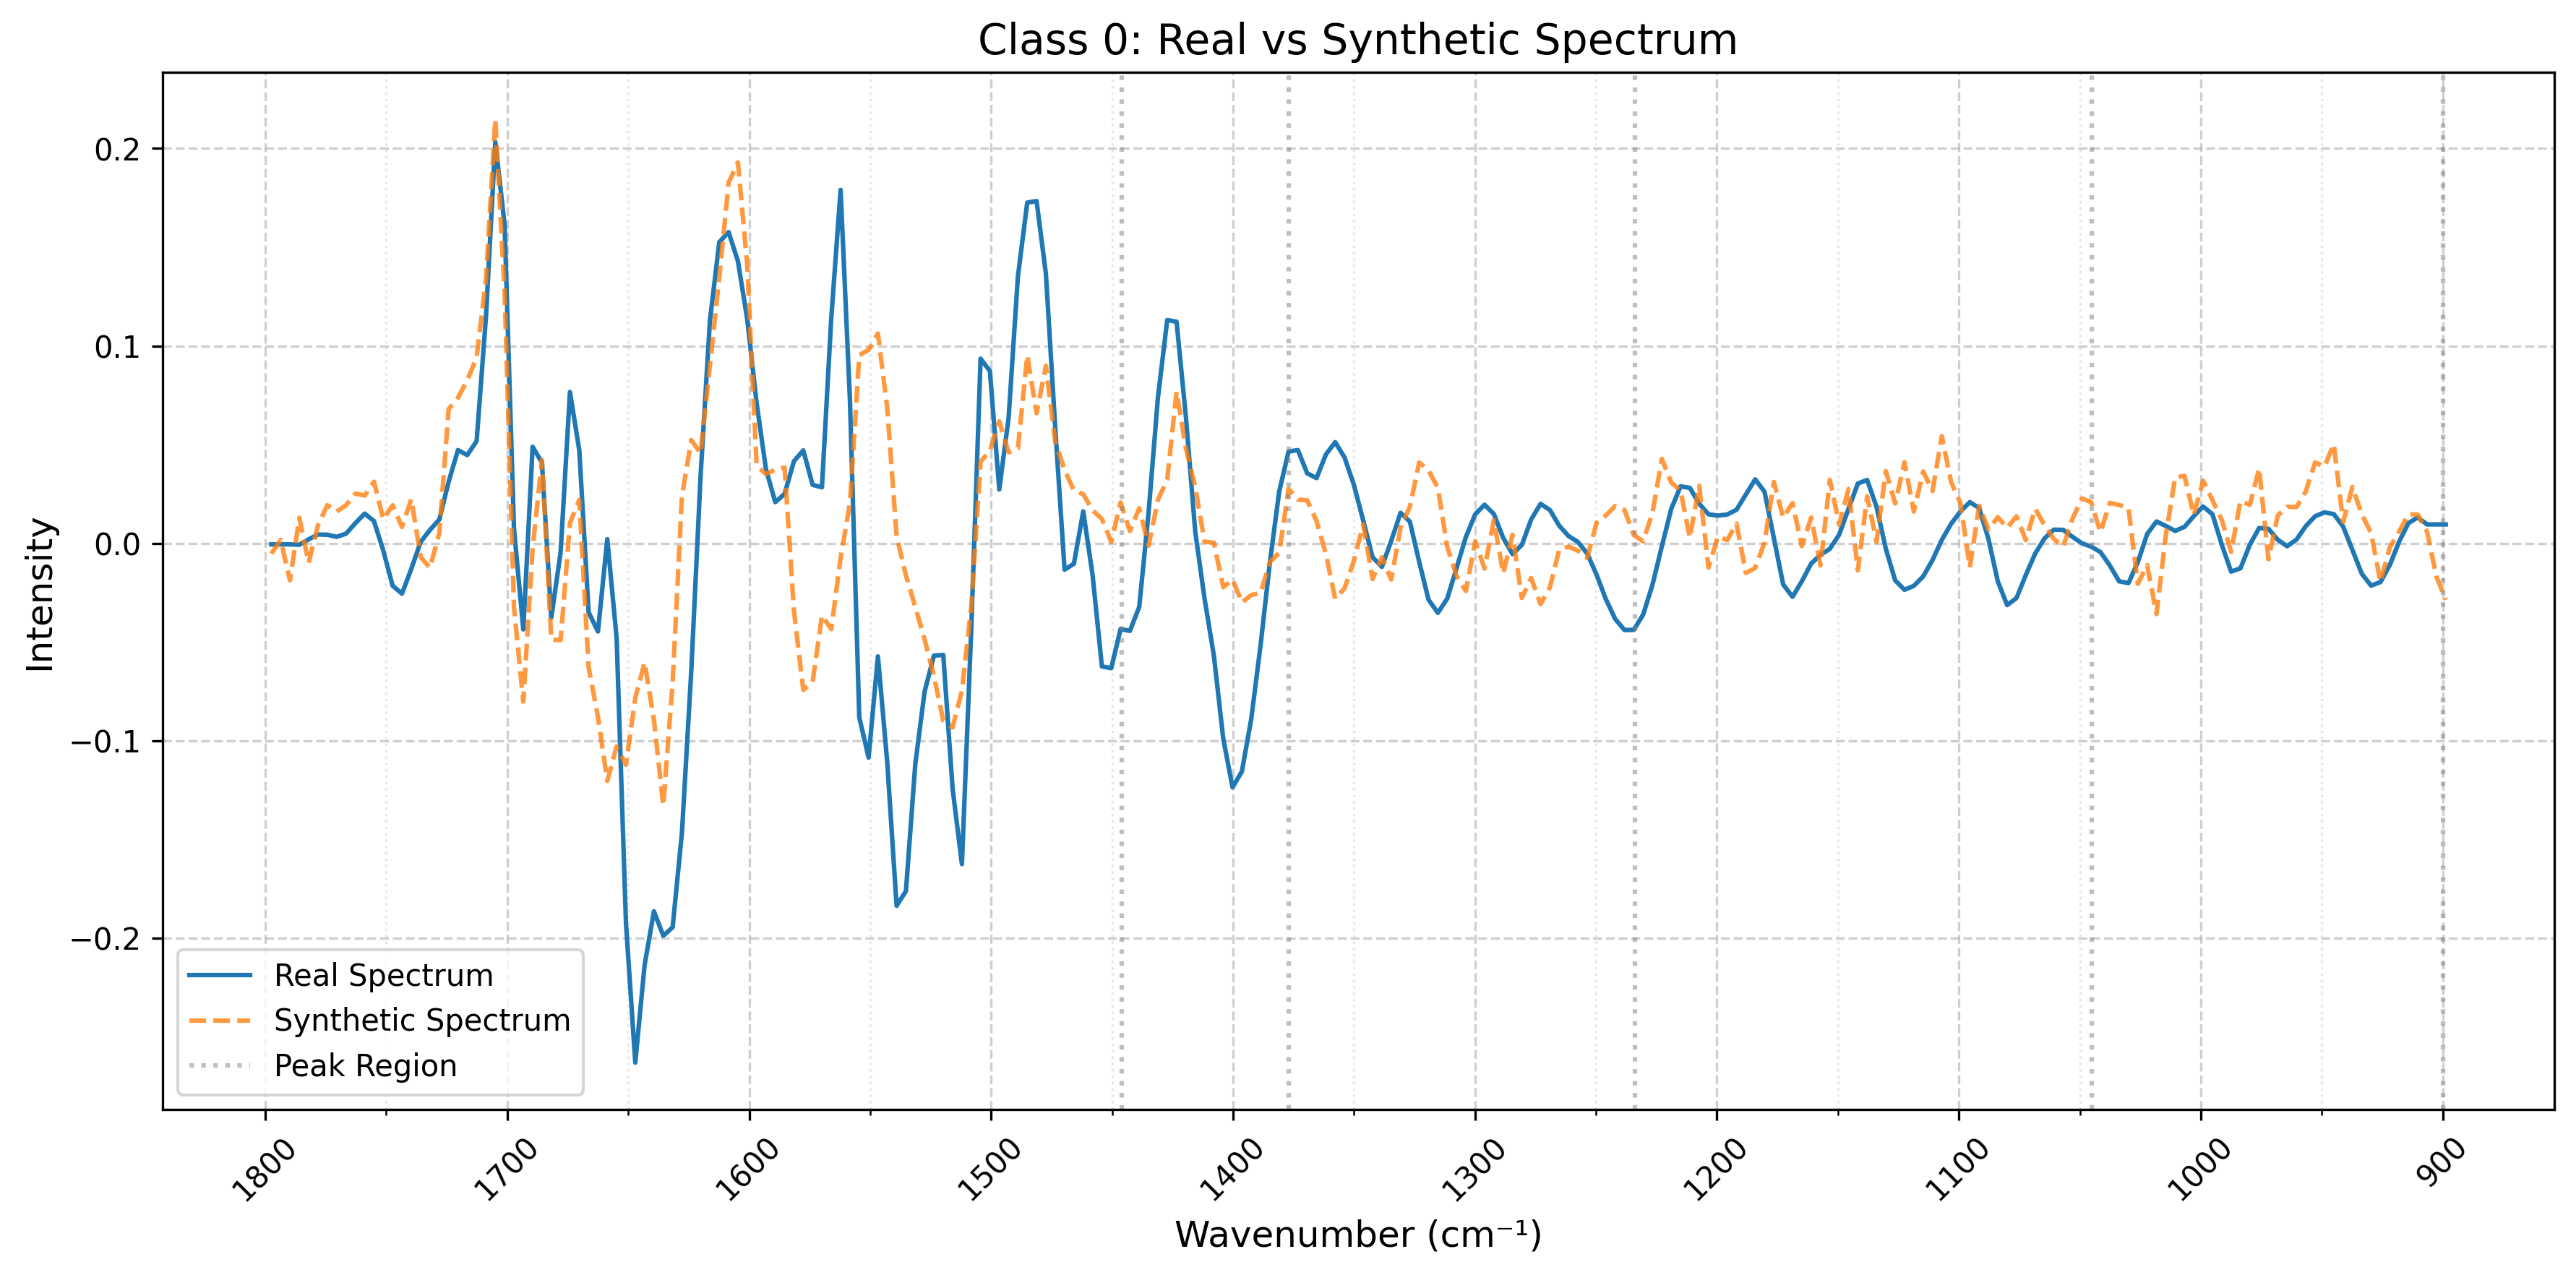 Class 0: Real vs Synthetic Spectrum
Intensity
0.2
0.1
0.0
−0.1
−0.2
Real Spectrum
Synthetic Spectrum
Peak Region
1800
1700
1600
1500
1400
1300
1200
1100
1000
900
Wavenumber (cm⁻¹)